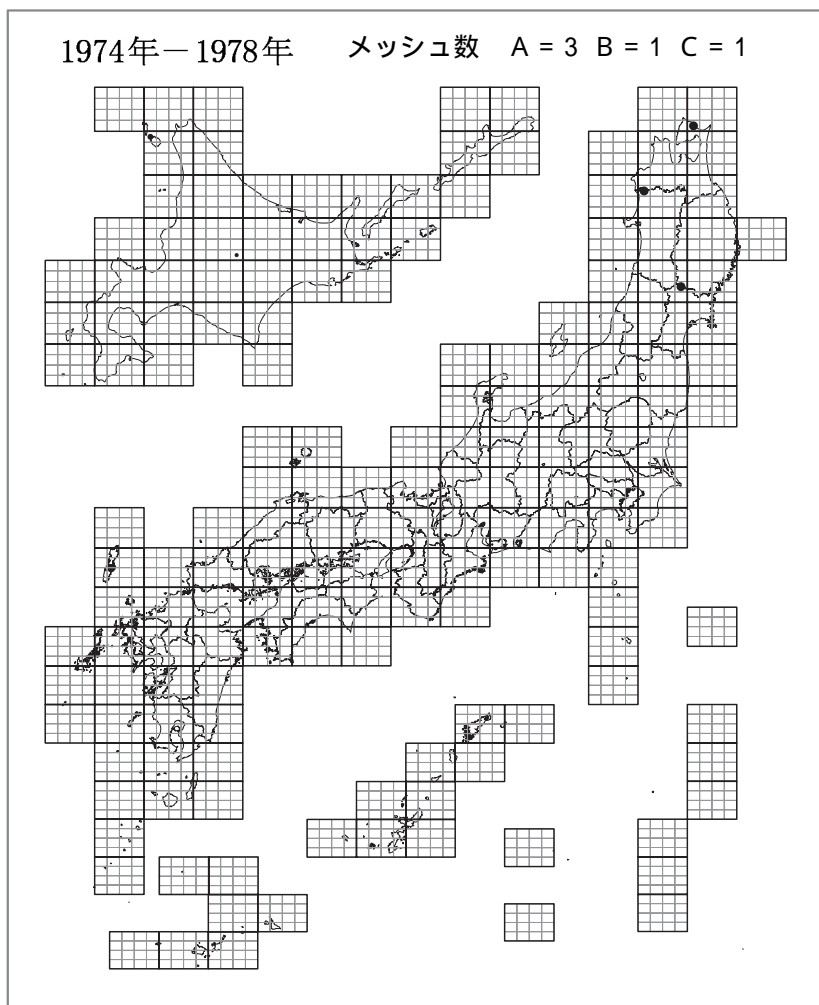 1974年－1978年 メッシュ数 A = 3 B = 1 C = 1